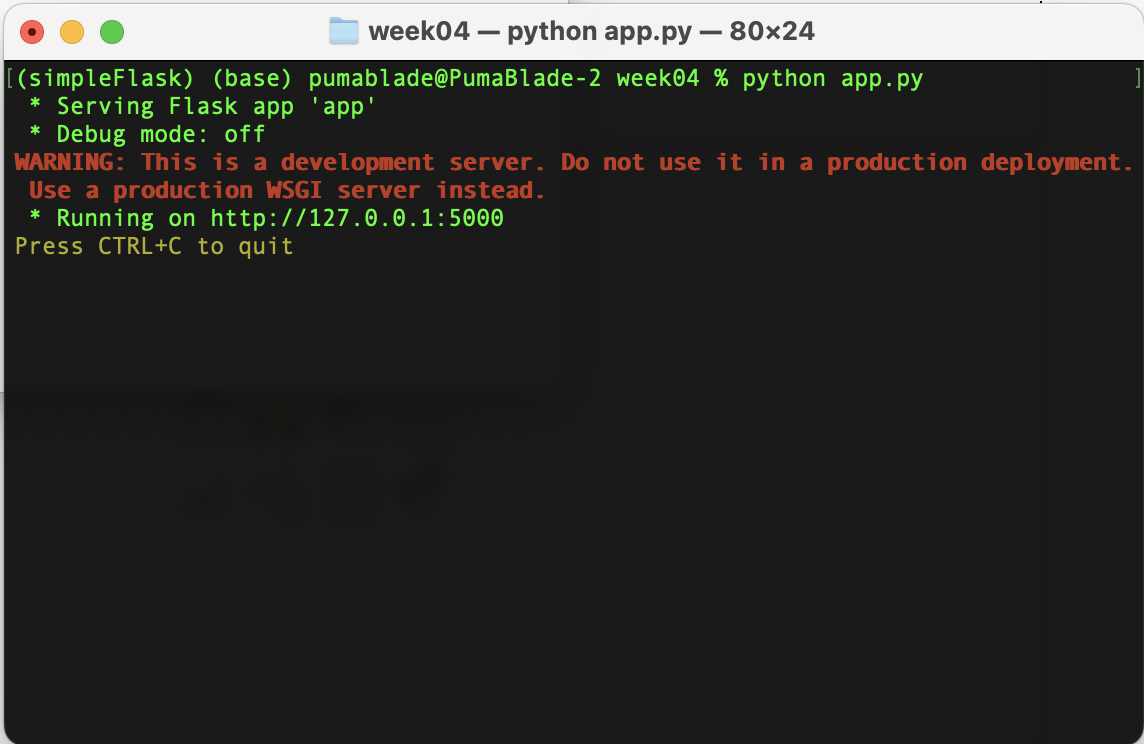 week04 — python app.py — 80×24
[(simpleFlask) (base) pumablade@PumaBlade-2 week04 % python app.py ]
* Serving Flask app 'app'
* Debug mode: off
WARNING: This is a development server. Do not use it in a production deployment.
Use a production WSGI server instead.
* Running on http://127.0.0.1:5000
Press CTRL+C to quit